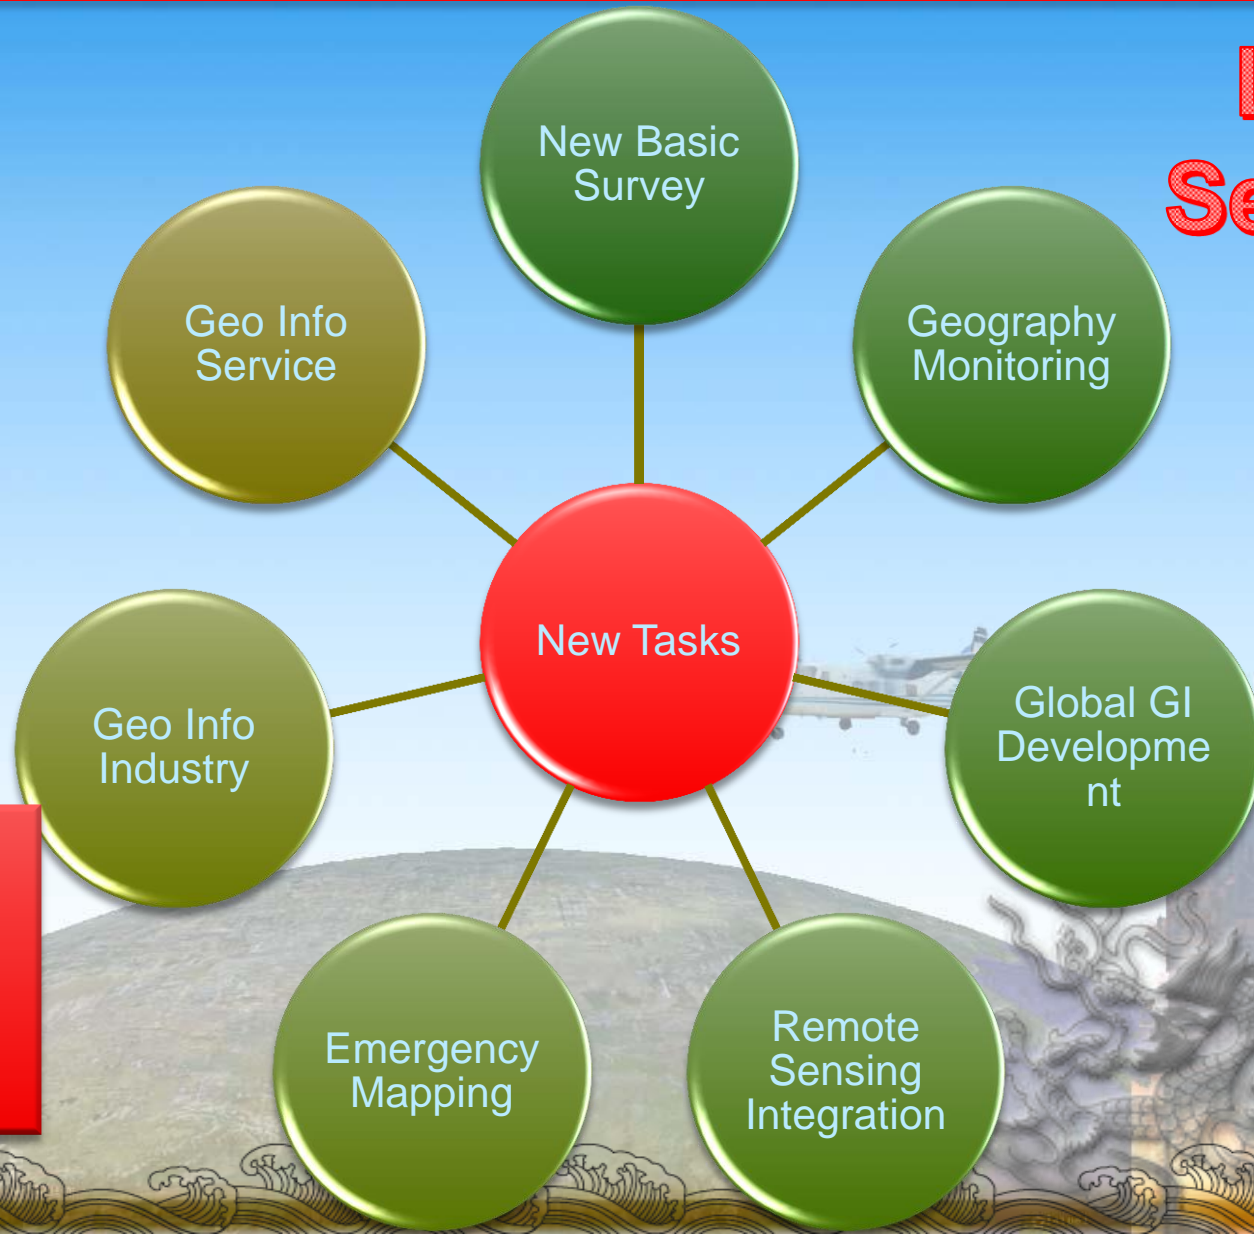 New Basic
Survey
Geography
Monitoring
Global GI
Developme
nt
Remote
Sensing
Integration
Emergency
Mapping
Geo Info
Industry
Geo Info
Service
New Tasks